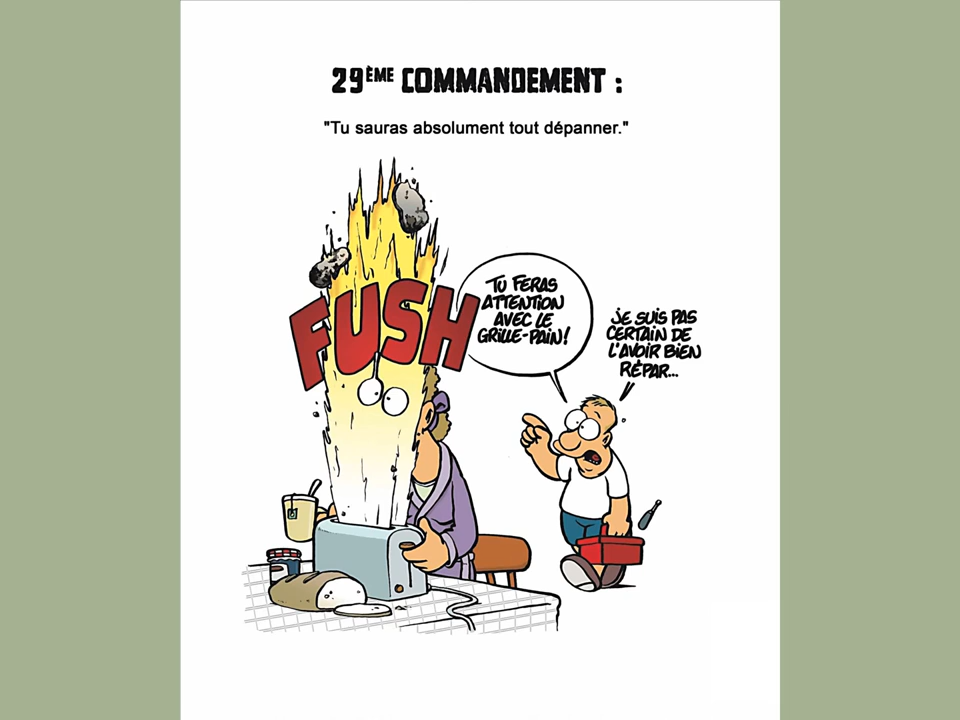 29ÈME COMMANDEMENT :
"Tu sauras absolument tout dépanner."
FUSH
TU FERAS
ATTENTION
AVEC LE
GRILLE-PAIN!
JE SUIS PAS
CERTAIN DE
L'AVOIR BIEN
RÉPAR...